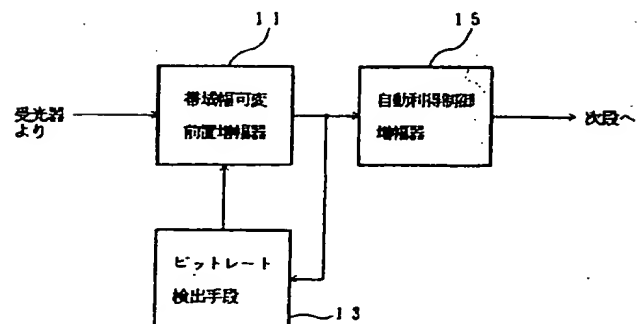 11
15
受光器
より
帯域幅可変
前置増幅器
自動利得制御
増幅器
次段へ
ビットレート
検出手段
13